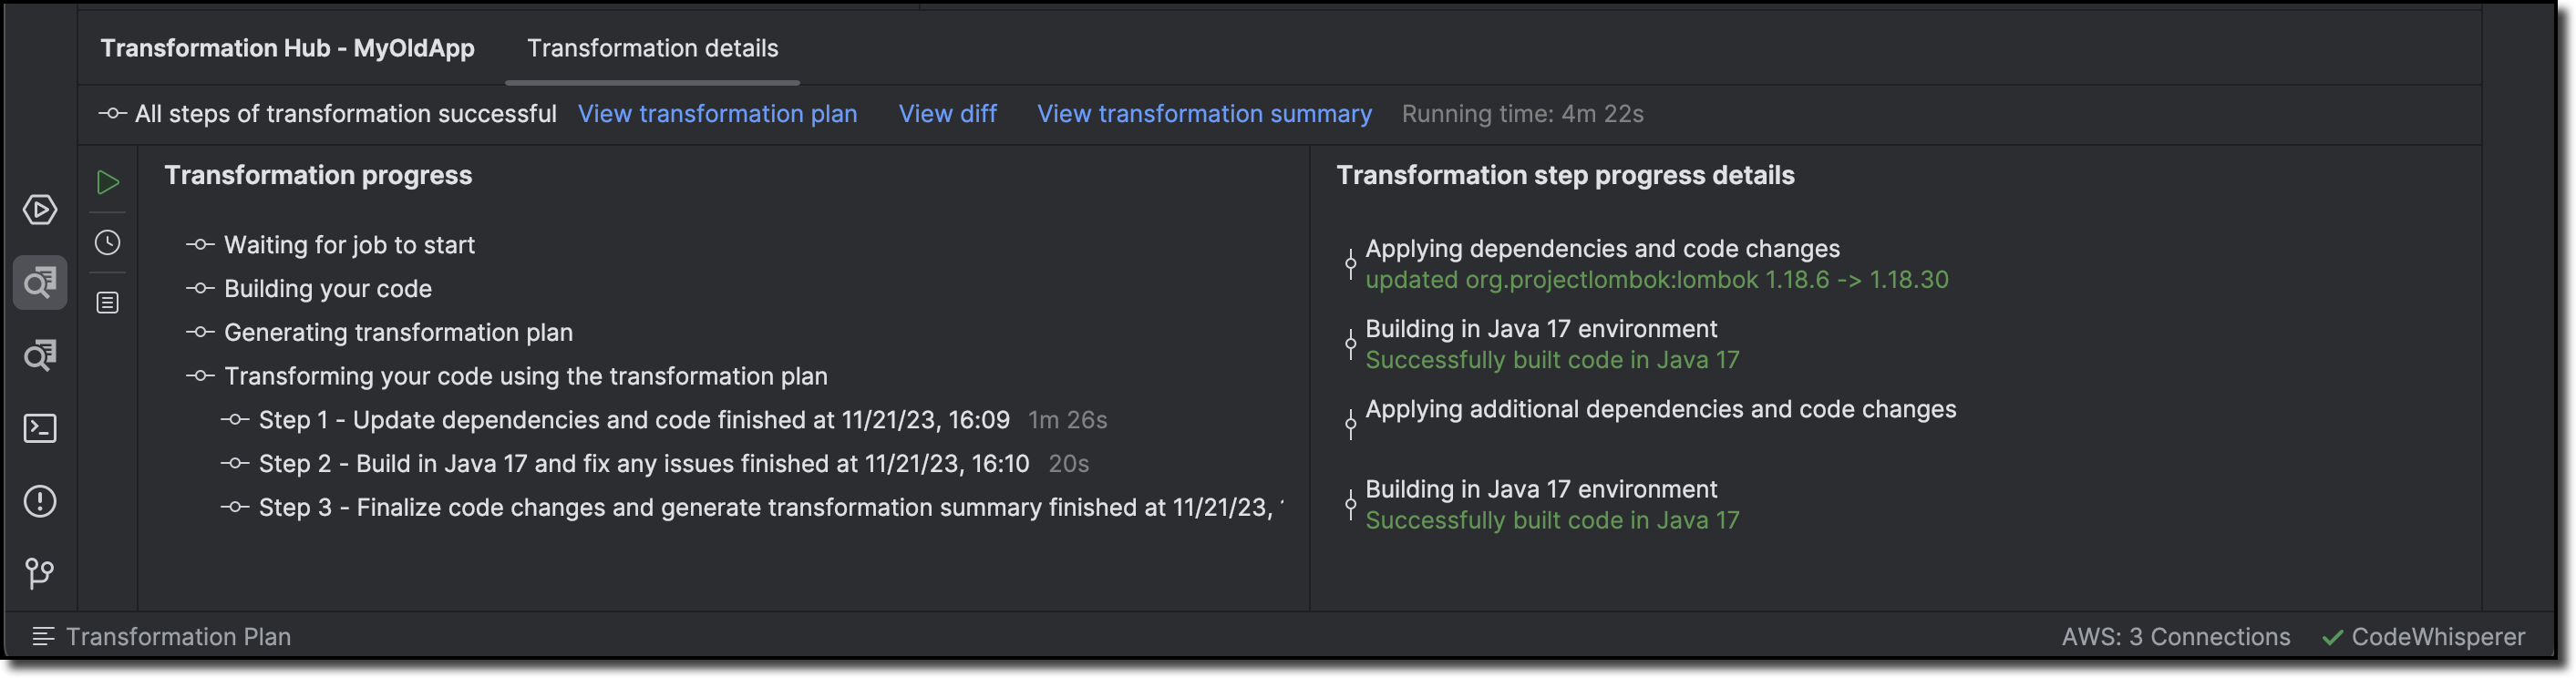 Transformation Hub - MyOldApp Transformation details
All steps of transformation successful View transformation plan View diff View transformation summary Running time: 4m 22s
Transformation progress
Waiting for job to start
Building your code
Generating transformation plan
Transforming your code using the transformation plan
Step 1 - Update dependencies and code finished at 11/21/23, 16:09 1m 26s
Step 2 - Build in Java 17 and fix any issues finished at 11/21/23, 16:10 20s
Step 3 - Finalize code changes and generate transformation summary finished at 11/21/23,
Transformation step progress details
Applying dependencies and code changes
updated org.projectlombok:lombok 1.18.6 -> 1.18.30
Building in Java 17 environment
Successfully built code in Java 17
Applying additional dependencies and code changes
Building in Java 17 environment
Successfully built code in Java 17
Transformation Plan
AWS: 3 Connections CodeWhisperer